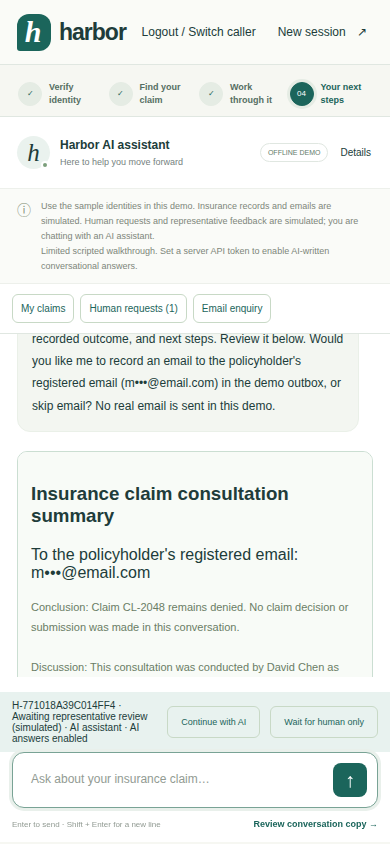 h harbor Logout / Switch caller New session ↗
✓ Verify identity
✓ Find your claim
✓ Work through it
04 Your next steps
h Harbor AI assistant
Here to help you move forward
OFFLINE DEMO
Details
ⓘ Use the sample identities in this demo. Insurance records and emails are
simulated. Human requests and representative feedback are simulated; you are
chatting with an AI assistant.
Limited scripted walkthrough. Set a server API token to enable AI-written
conversational answers.
My claims Human requests (1) Email enquiry
recorded outcome, and next steps. Review it below. Would
you like me to record an email to the policyholder's
registered email (m•••@email.com) in the demo outbox, or
skip email? No real email is sent in this demo.
Insurance claim consultation
summary
To the policyholder's registered email:
m•••@email.com
Conclusion: Claim CL-2048 remains denied. No claim decision or
submission was made in this conversation.
Discussion: This consultation was conducted by David Chen as
H-771018A39C014FF4 ·
Awaiting representative review
(simulated) · AI assistant · AI
answers enabled
Continue with AI
Wait for human only
Ask about your insurance claim…
↑
Enter to send · Shift + Enter for a new line
Review conversation copy →